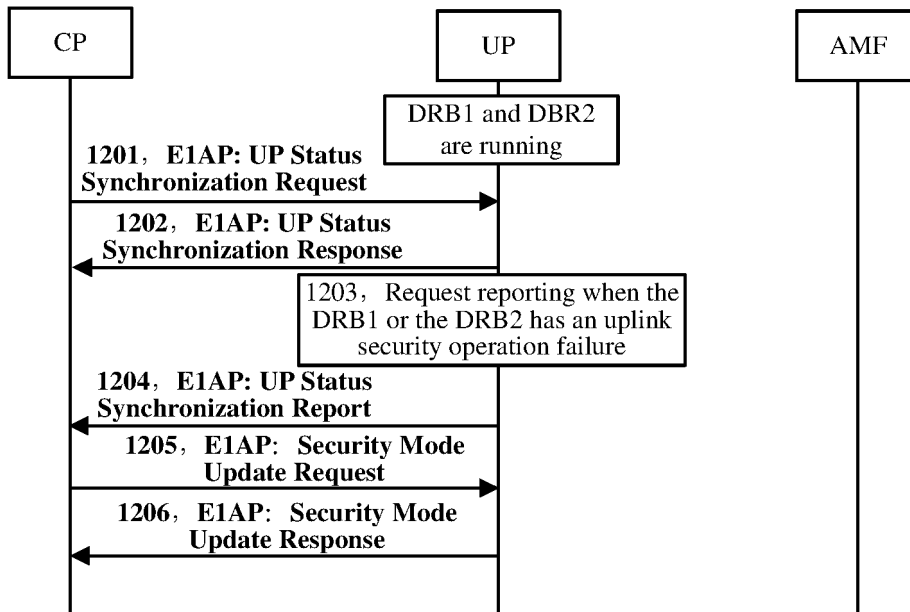 CP
UP
AMF
DRB1 and DBR2
are running
1201， E1AP: UP Status
Synchronization Request
1202， E1AP: UP Status
Synchronization Response
1203， Request reporting when the
DRB1 or the DRB2 has an uplink
security operation failure
1204， E1AP: UP Status
Synchronization Report
1205， E1AP： Security Mode
Update Request
1206， E1AP： Security Mode
Update Response